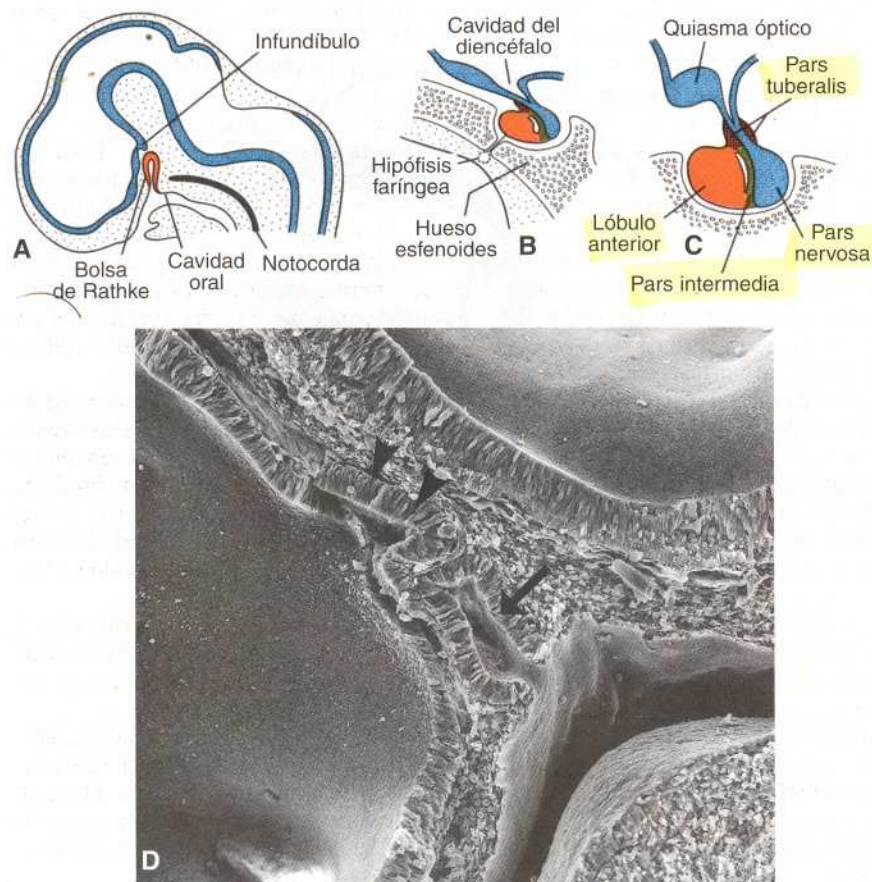 Infundíbulo
A
Bolsa
de Rathke
Cavidad
oral
Notocorda
Cavidad del
diencéfalo
Hipófisis
faríngea
Hueso
esfenoides
B
Quiasma óptico
Pars
tuberalis
Lóbulo
anterior
C
Pars
nervosa
Pars intermedia
D